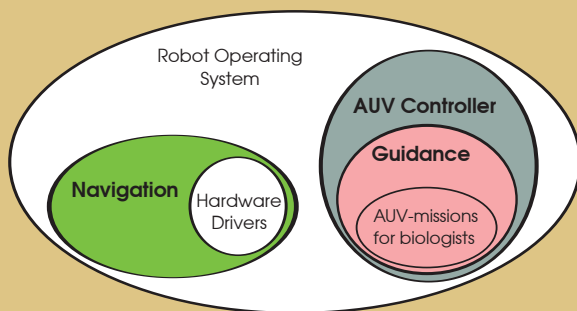 Robot Operating
System
AUV Controller
Guidance
Navigation
Hardware
Drivers
AUV-missions
for biologists